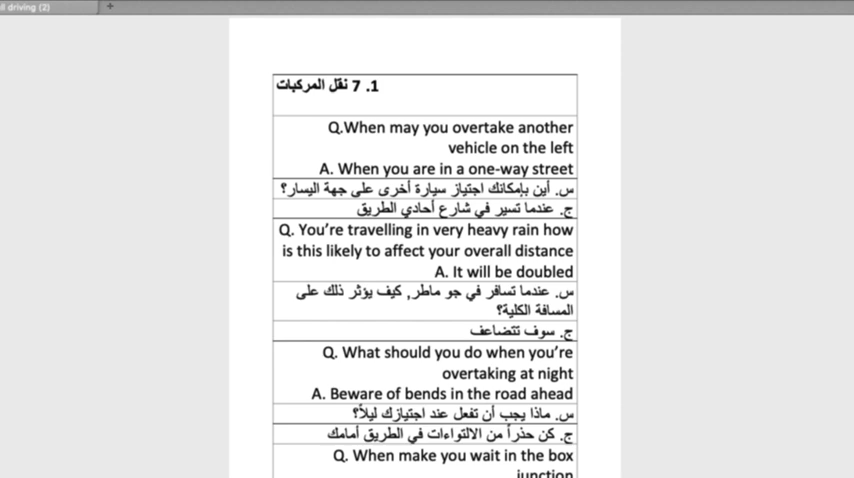 ll driving (2)
1. 7 نقل المركبات
Q.When may you overtake another
vehicle on the left
A. When you are in a one-way street
س. أين بإمكانك اجتياز سيارة أخرى على جهة اليسار؟
ج. عندما تسير في شارع أحادي الطريق
Q. You’re travelling in very heavy rain how
is this likely to affect your overall distance
A. It will be doubled
س. عندما تسافر في جو ماطر, كيف يؤثر ذلك على
المسافة الكلية؟
ج. سوف تتضاعف
Q. What should you do when you’re
overtaking at night
A. Beware of bends in the road ahead
س. ماذا يجب أن تفعل عند اجتيازك ليلاً؟
ج. كن حذراً من الالتواءات في الطريق أمامك
Q. When make you wait in the box
junction